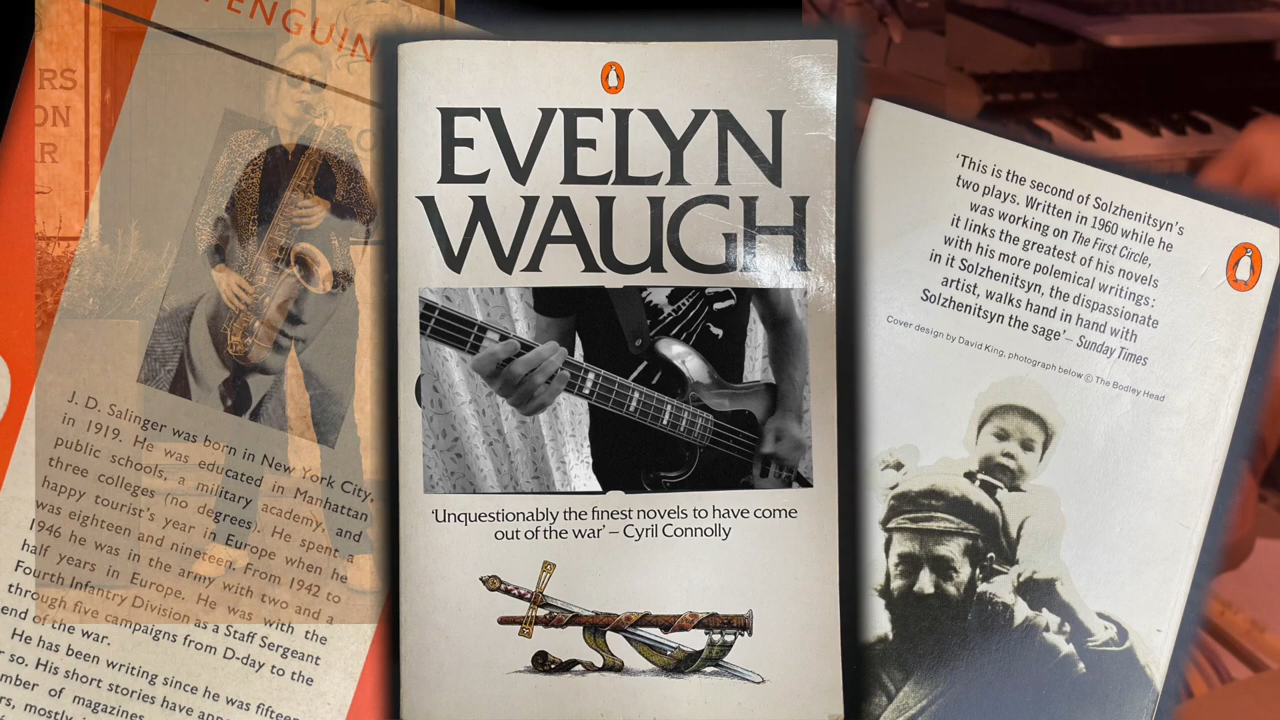 PENGUIN
RS
ON
AR
J. D. Salinger was born in New York City,
in 1919. He was educated in Manhattan
public schools, a military academy, and
three colleges (no degrees). He spent a
happy tourist's year in Europe when he
was eighteen and nineteen. From 1942 to
1946 he was in the army with two and a
half years in Europe. He was with the
Fourth Infantry Division as a Staff Sergeant
through five campaigns from D-day to the
end of the war.
He has been writing since he was fifteen
so. His short stories have
of magazines
mostly
EVELYN
WAUGH
‘Unquestionably the finest novels to have come
out of the war’ – Cyril Connolly
‘This is the second of Solzhenitsyn’s
two plays. Written in 1960 while he
was working on The First Circle,
it links the greatest of his novels
with his more polemical writings:
in it Solzhenitsyn, the dispassionate
artist, walks hand in hand with
Solzhenitsyn the sage’ – Sunday Times
Cover design by David King, photograph below © The Bodley Head